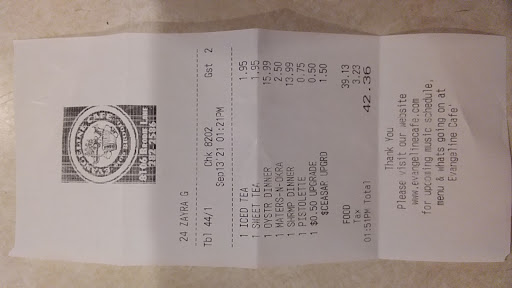 24 ZAYRA G
Tbl 44/1 Chk 8202 Gst 2
Sep13'21 01:21PM
1 ICED TEA 1.95
1 SWEET TEA 1.95
1 OYSTR DINNER 15.99
1 MATERS-N-OKRA 2.50
1 SHRMP DINNER 13.99
1 PISTOLETTE 0.75
1 $0.50 UPGRADE 0.50
$CEASAR UPGRD 1.50
FOOD 39.13
Tax 3.23
01:51PM Total 42.36
Thank You
Please visit our website
www.evangelinecafe.com
for upcoming music schedule,
menu & whats going on at
Evangeline Cafe'